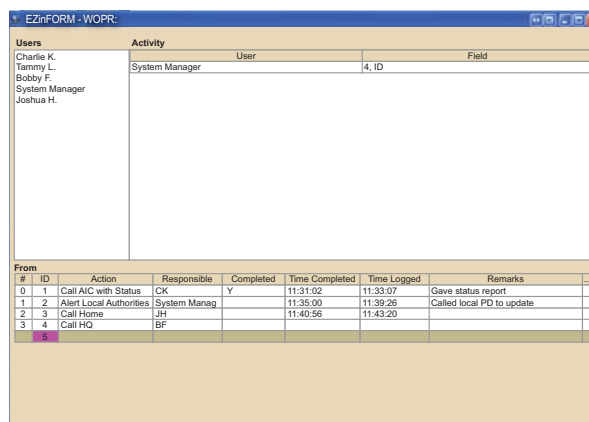 EZinFORM - WOPR:
Users Activity
Charlie K.
Tammy L.
Bobby F.
System Manager
Joshua H.
User Field
System Manager 4, ID
From
# ID Action Responsible Completed Time Completed Time Logged Remarks ..
0 1 Call AIC with Status CK Y 11:31:02 11:33:07 Gave status report
1 2 Alert Local Authorities System Manag 11:35:00 11:39:26 Called local PD to update
2 3 Call Home JH 11:40:56 11:43:20
3 4 Call HQ BF
5